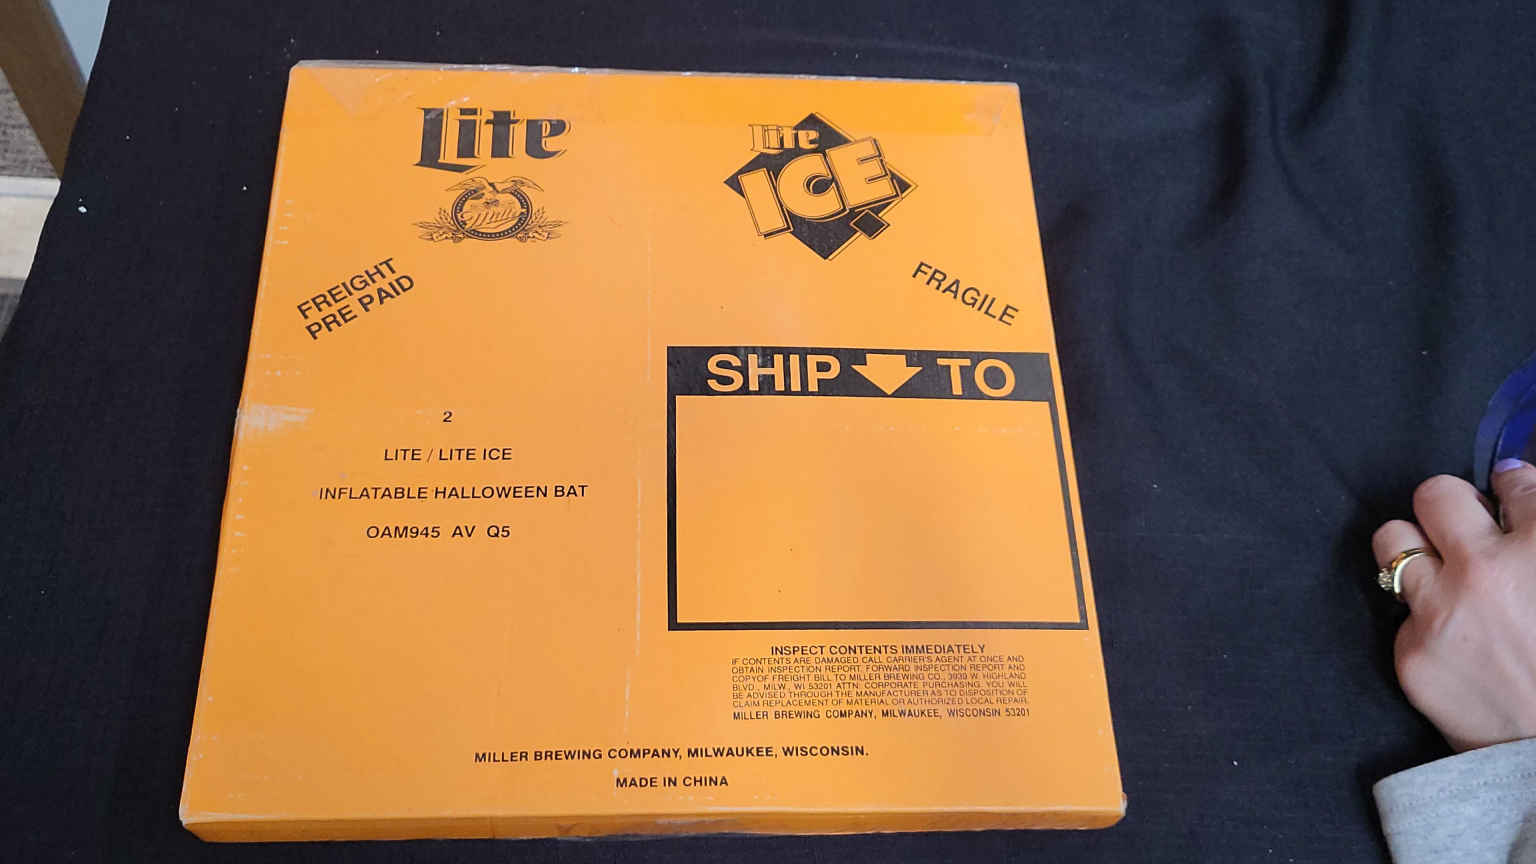 Lite
Miller
Lite
ICE
FREIGHT
PRE PAID
FRAGILE
SHIP TO
2
LITE / LITE ICE
INFLATABLE HALLOWEEN BAT
OAM945 AV Q5
INSPECT CONTENTS IMMEDIATELY
IF CONTENTS ARE DAMAGED CALL CARRIER'S AGENT AT ONCE AND
OBTAIN INSPECTION REPORT. FORWARD INSPECTION REPORT AND
COPYOF FREIGHT BILL TO MILLER BREWING CO., 3939 W. HIGHLAND
BLVD., MILW., WI 53201 ATTN: CORPORATE PURCHASING. YOU WILL
BE ADVISED THROUGH THE MANUFACTURER AS TO DISPOSITION OF
CLAIM REPLACEMENT OF MATERIAL OR AUTHORIZED LOCAL REPAIR.
MILLER BREWING COMPANY, MILWAUKEE, WISCONSIN 53201
MILLER BREWING COMPANY, MILWAUKEE, WISCONSIN.
MADE IN CHINA